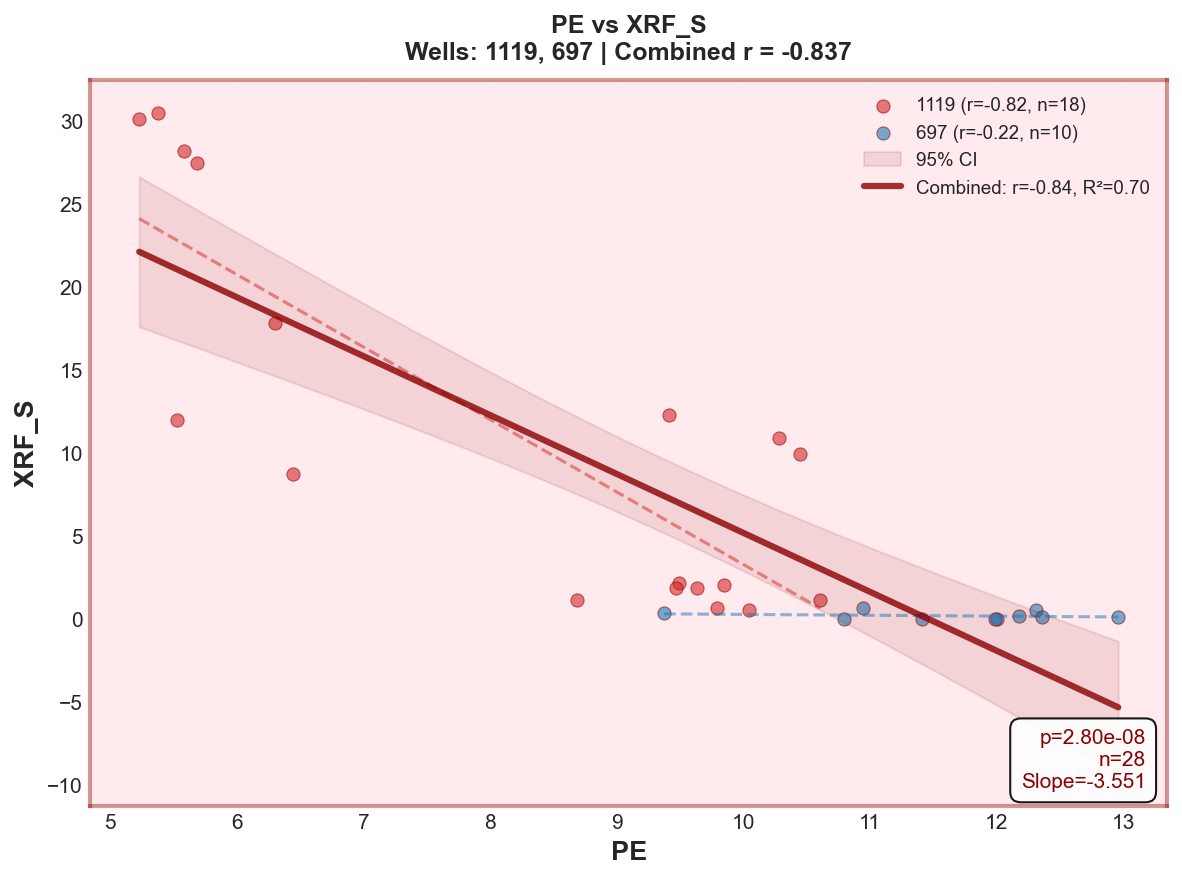 PE vs XRF_S
Wells: 1119, 697 | Combined r = -0.837
1119 (r=-0.82, n=18)
697 (r=-0.22, n=10)
95% CI
Combined: r=-0.84, R²=0.70
XRF_S
30
25
20
15
10
5
0
−5
−10
p=2.80e-08
n=28
Slope=-3.551
5 6 7 8 9 10 11 12 13
PE